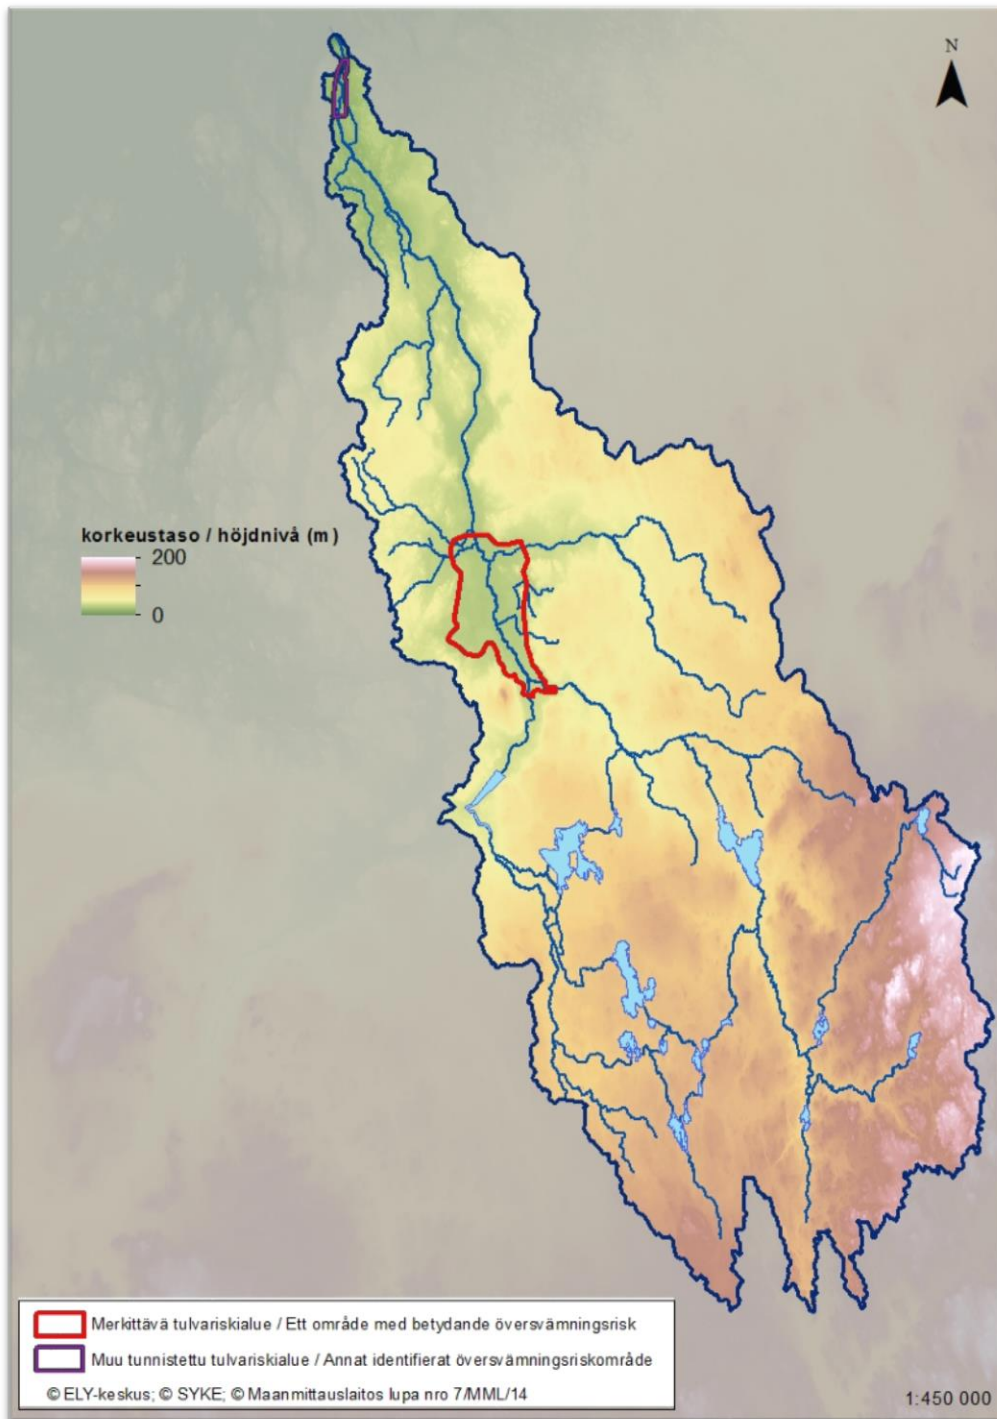 N
korkeustaso / höjdnivå (m)
200
0
Merkittävä tulvariskialue / Ett område med betydande översvämningsrisk
Muu tunnistettu tulvariskialue / Annat identifierat översvämningsriskområde
© ELY-keskus; © SYKE; © Maanmittauslaitos lupa nro 7/MML/14
1:450 000